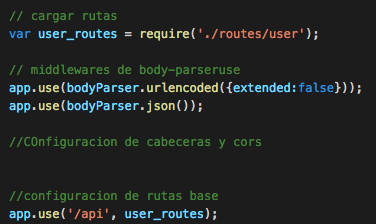 // cargar rutas
var user_routes = require('./routes/user');
// middlewares de body-parseruse
app.use(bodyParser.urlencoded({extended:false}));
app.use(bodyParser.json());
//COnfiguracion de cabeceras y cors
//configuracion de rutas base
app.use('/api', user_routes);